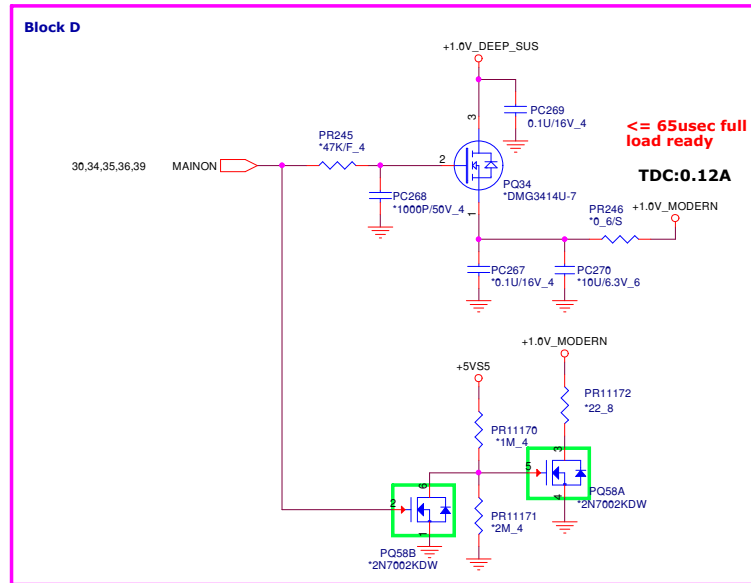 Block D
+1.0V_DEEP_SUS
3
PC269
0.1U/16V_4
<= 65usec full
load ready
PR245
*47K/F_4
2
30,34,35,36,39
MAINON
TDC:0.12A
PQ34
*DMG3414U-7
PC268
*1000P/50V_4
1
PR246
*0_6/S
+1.0V_MODERN
PC267
*0.1U/16V_4
PC270
*10U/6.3V_6
+1.0V_MODERN
+5VS5
PR11172
*22_8
PR11170
*1M_4
3
5
6
PQ58A
*2N7002KDW
4
2
PR11171
*2M_4
1
PQ58B
*2N7002KDW